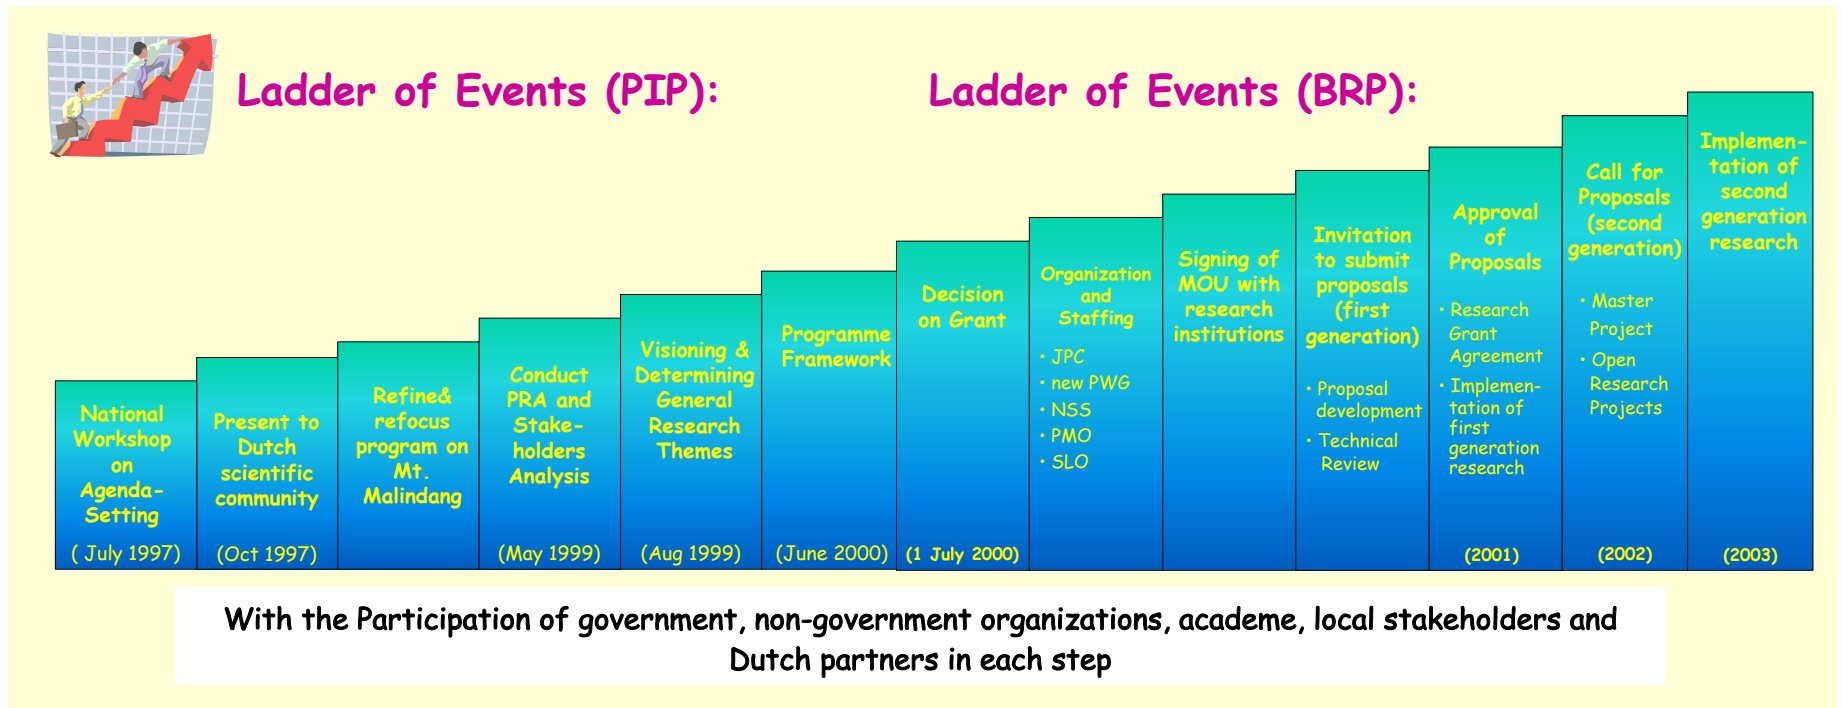 Ladder of Events (PIP):
Ladder of Events (BRP):
National
Workshop
on
Agenda-
Setting
( July 1997)
Present to
Dutch
scientific
community
(Oct 1997)
Refine&
refocus
program on
Mt.
Malindang
Conduct
PRA and
Stake-
holders
Analysis
(May 1999)
Visioning &
Determining
General
Research
Themes
(Aug 1999)
Programme
Framework
(June 2000)
Decision
on Grant
(1 July 2000)
Organization
and
Staffing
• JPC
• new PWG
• NSS
• PMO
• SLO
Signing of
MOU with
research
institutions
Invitation
to submit
proposals
(first
generation)
• Proposal
development
• Technical
Review
Approval
of
Proposals
• Research
Grant
Agreement
• Implemen-
tation of
first
generation
research
(2001)
Call for
Proposals
(second
generation)
• Master
Project
• Open
Research
Projects
(2002)
Implemen-
tation of
second
generation
research
(2003)
With the Participation of government, non-government organizations, academe, local stakeholders and
Dutch partners in each step